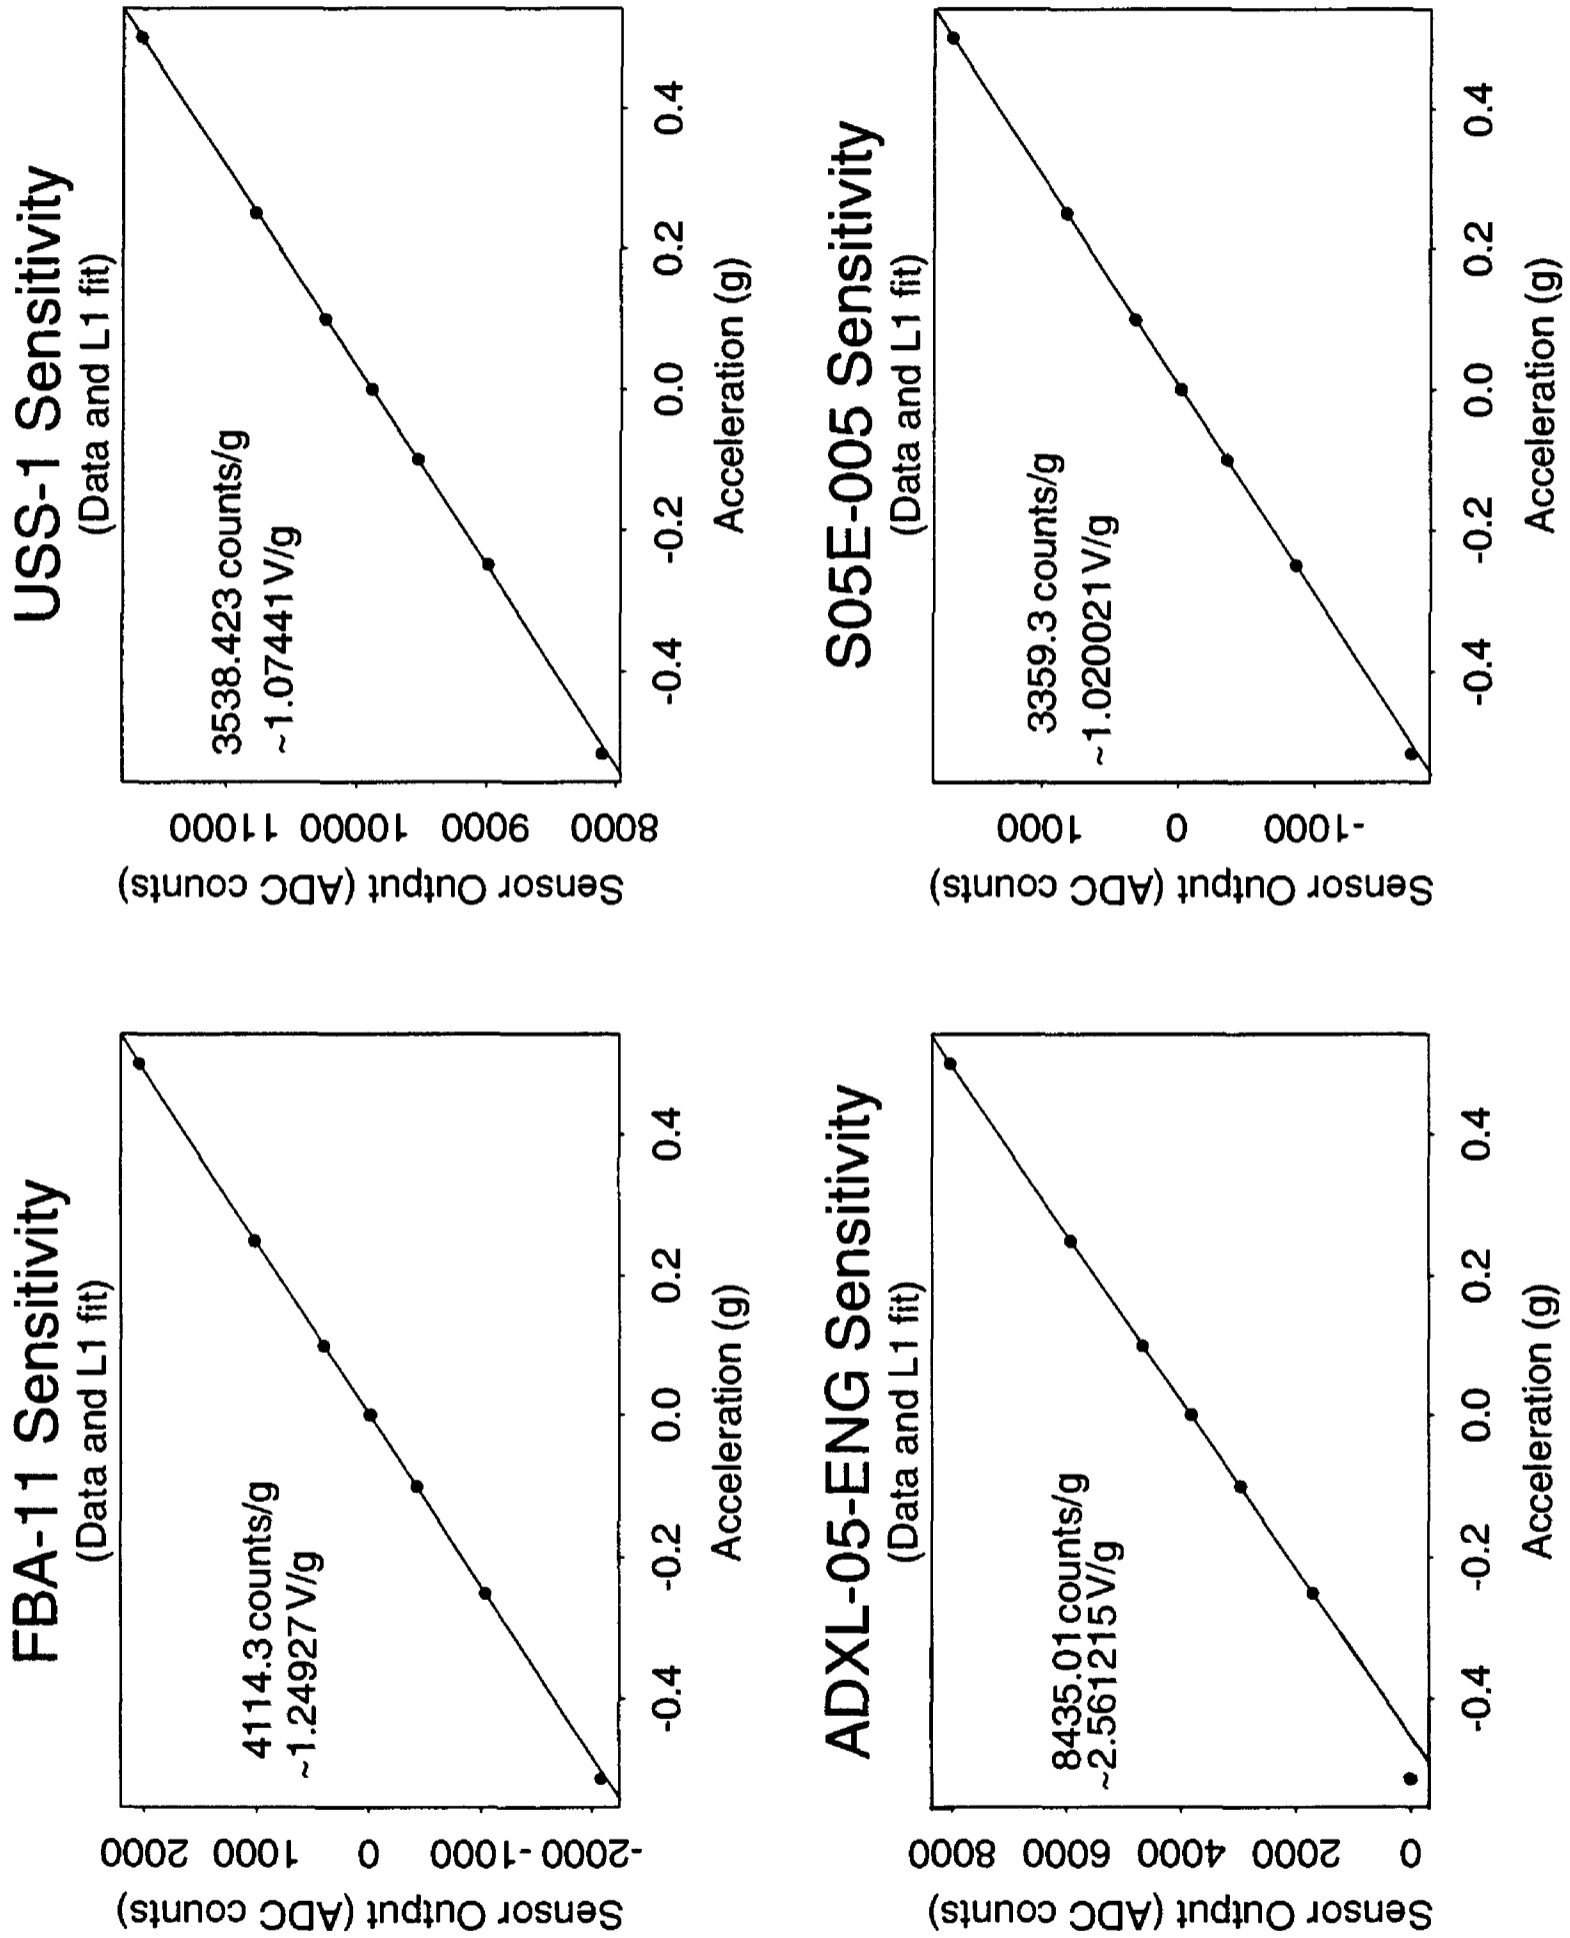 FBA-11 Sensitivity
(Data and L1 fit)
4114.3 counts/g
~1.24927 V/g
Sensor Output (ADC counts)
-2000 -1000 0 1000 2000
-0.4 -0.2 0.0 0.2 0.4
Acceleration (g)
USS-1 Sensitivity
(Data and L1 fit)
3538.423 counts/g
~1.07441 V/g
Sensor Output (ADC counts)
8000 9000 10000 11000
-0.4 -0.2 0.0 0.2 0.4
Acceleration (g)
ADXL-05-ENG Sensitivity
(Data and L1 fit)
8435.01 counts/g
~2.561215 V/g
Sensor Output (ADC counts)
0 2000 4000 6000 8000
-0.4 -0.2 0.0 0.2 0.4
Acceleration (g)
S05E-005 Sensitivity
(Data and L1 fit)
3359.3 counts/g
~1.020021 V/g
Sensor Output (ADC counts)
-1000 0 1000
-0.4 -0.2 0.0 0.2 0.4
Acceleration (g)